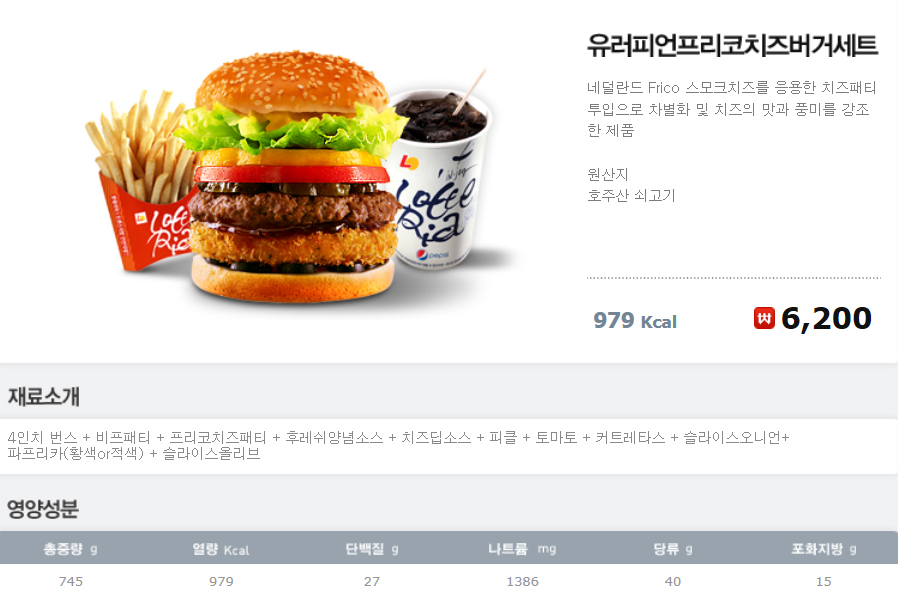 유러피언프리코치즈버거세트
네덜란드 Frico 스모크치즈를 응용한 치즈패티
투입으로 차별화 및 치즈의 맛과 풍미를 강조
한 제품
원산지
호주산 쇠고기
LOTTE RIA
Lotte Ria
pepsi
979 Kcal
₩ 6,200
재료소개
4인치 번스 + 비프패티 + 프리코치즈패티 + 후레쉬양념소스 + 치즈딥소스 + 피클 + 토마토 + 커트레타스 + 슬라이스오니언+
파프리카(황색or적색) + 슬라이스올리브
영양성분
총중량 g 열량 Kcal 단백질 g 나트륨 mg 당류 g 포화지방 g
745 979 27 1386 40 15